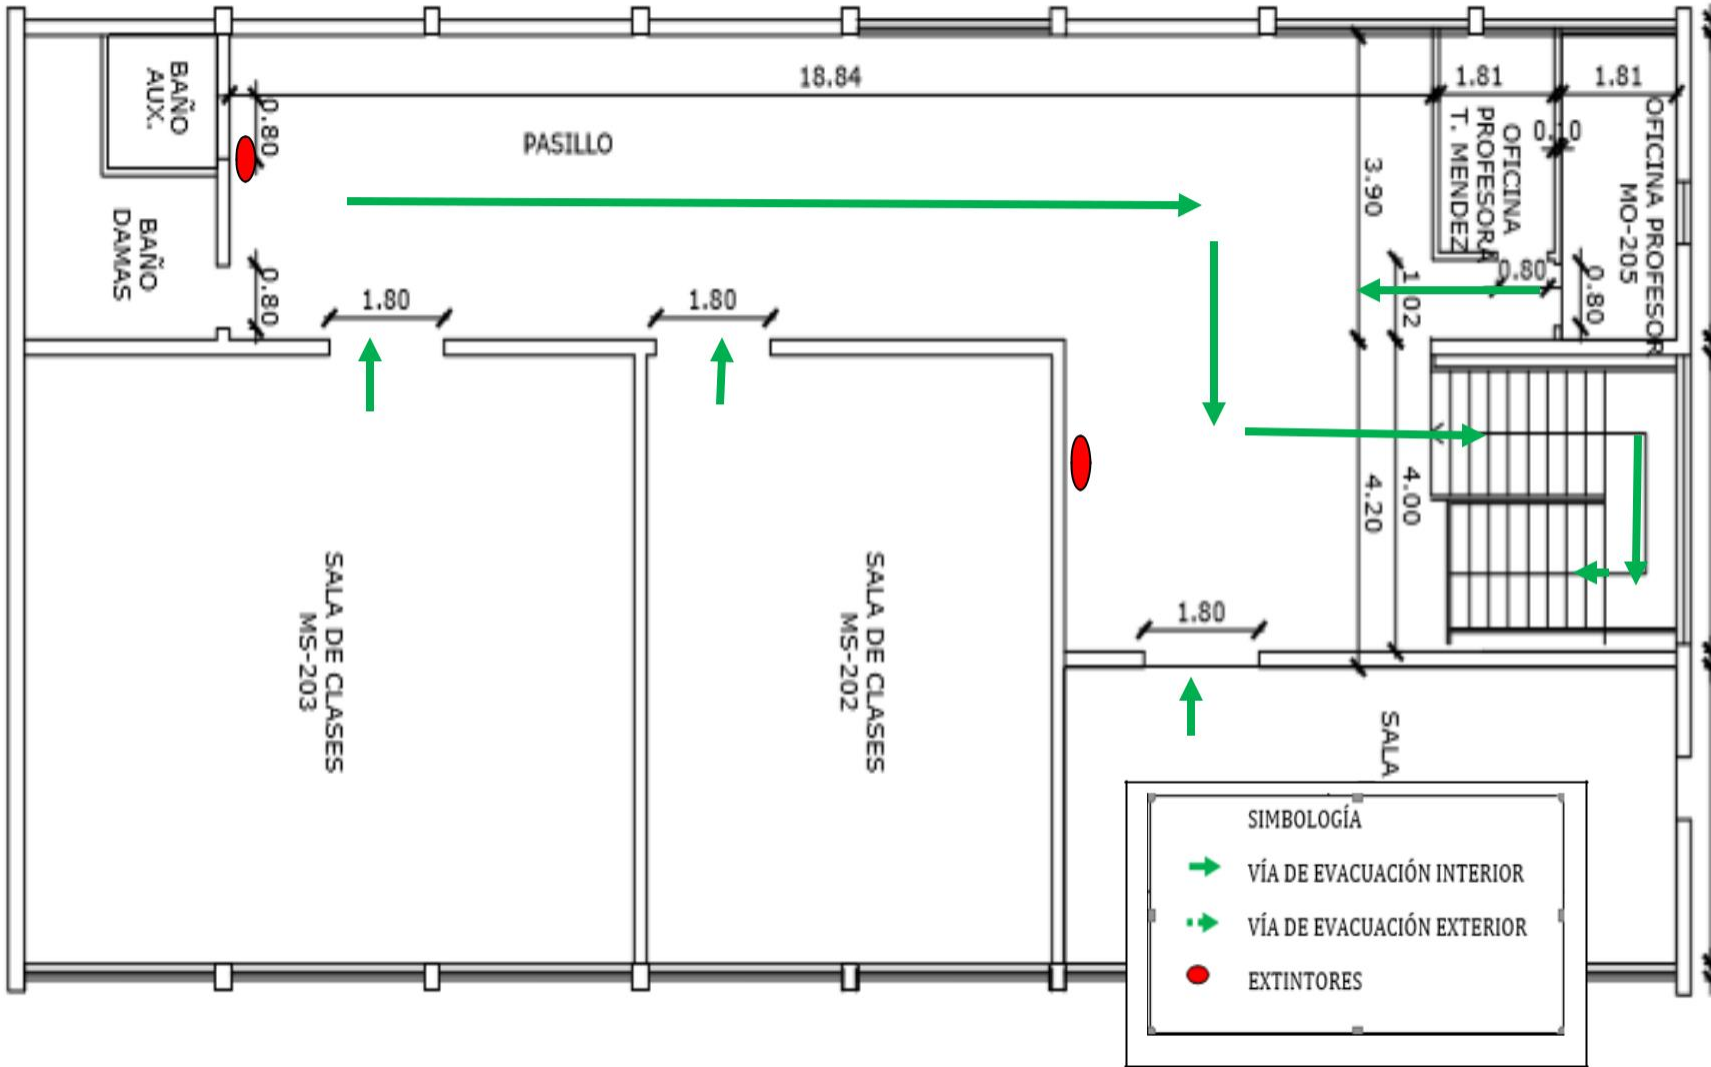 BAÑO
AUX.
0.80
18.84
1.81
1.81
PASILLO
3.90
OFICINA
PROFESORA
T. MENDEZ
OFICINA PROFESOR
MO-205
BAÑO
DAMAS
0.80
1.80
1.80
1.02
0.80
0.80
4.20
4.00
SALA DE CLASES
MS-203
SALA DE CLASES
MS-202
1.80
SALA
SIMBOLOGÍA
VÍA DE EVACUACIÓN INTERIOR
VÍA DE EVACUACIÓN EXTERIOR
EXTINTORES